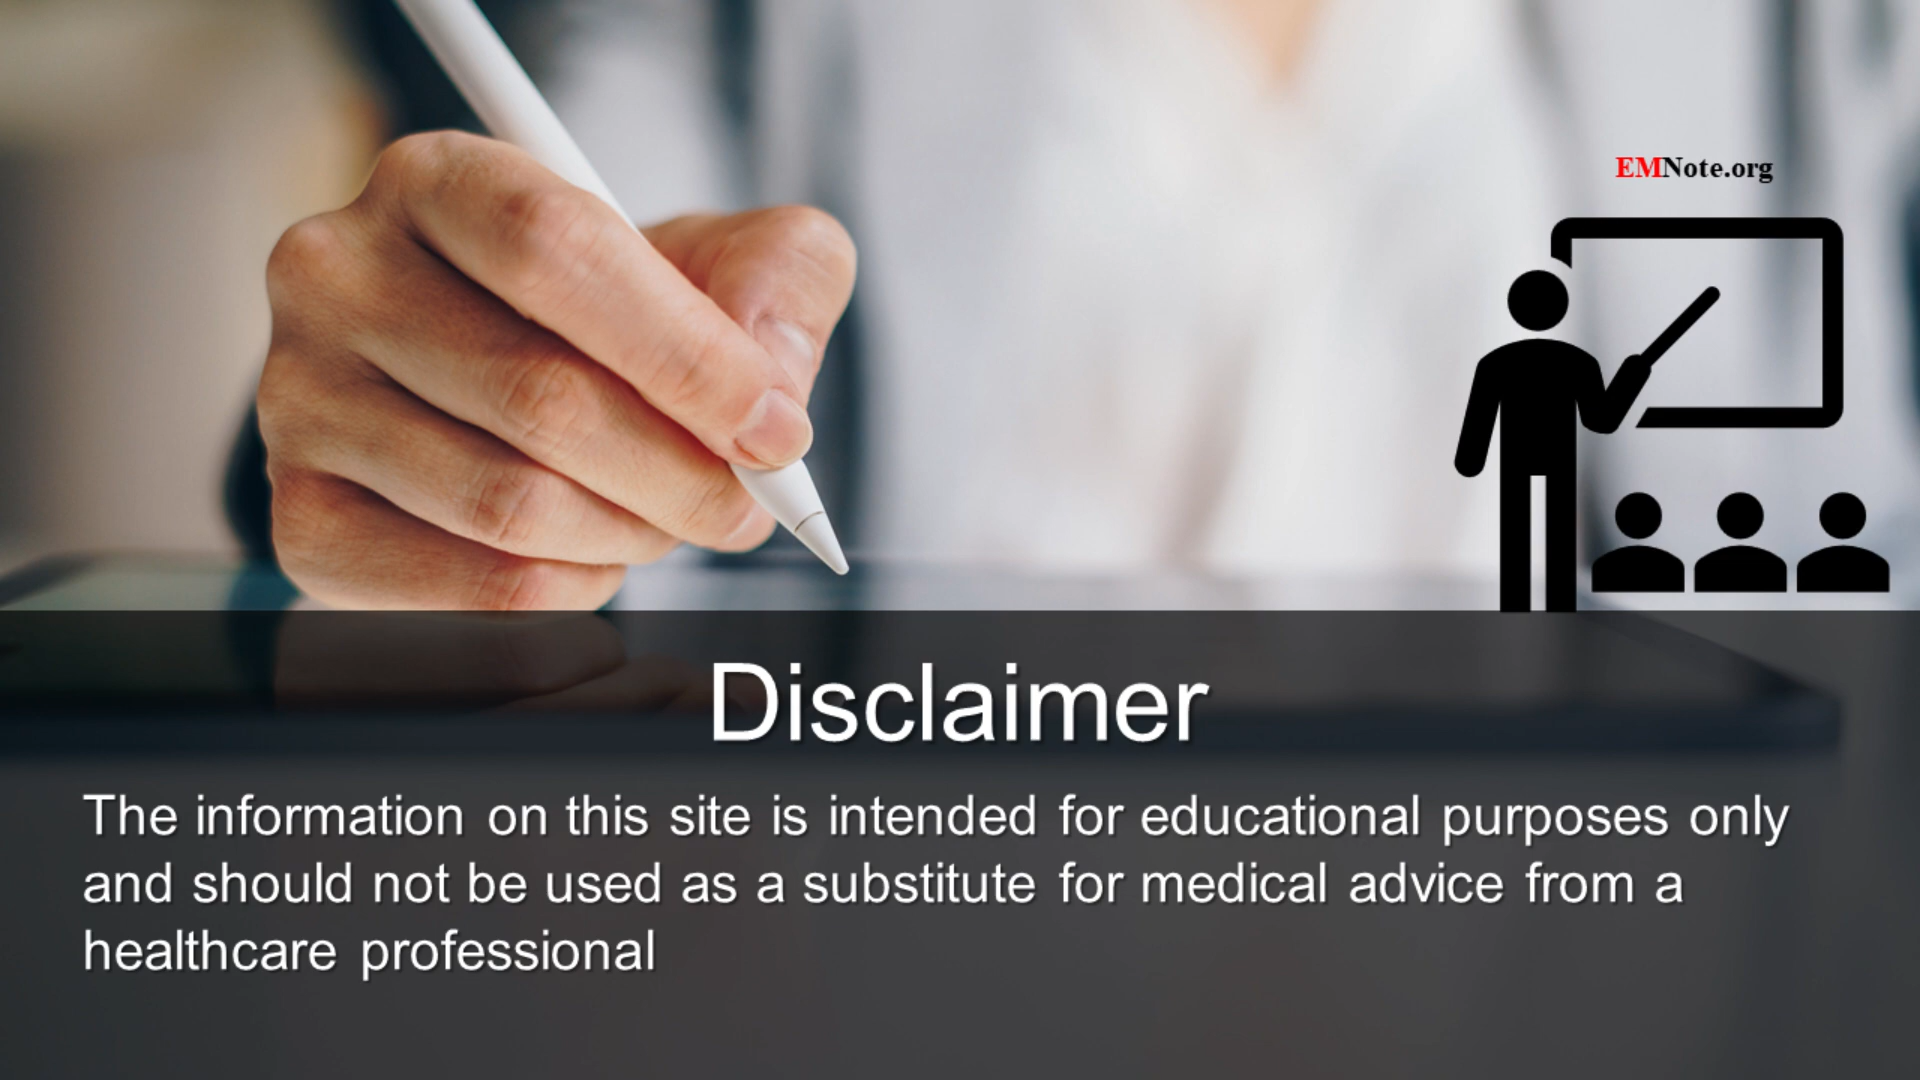 EMNote.org
Disclaimer
The information on this site is intended for educational purposes only
and should not be used as a substitute for medical advice from a
healthcare professional